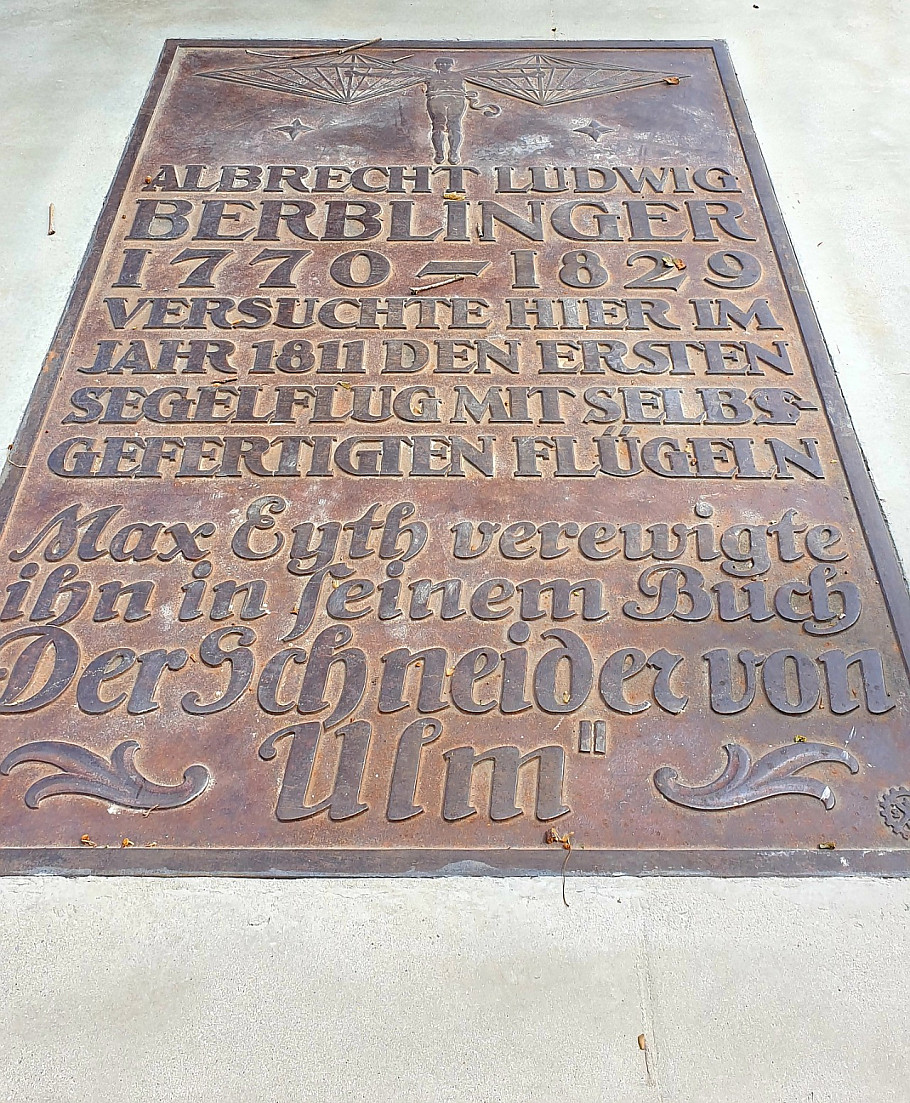 ALBRECHT LUDWIG
BERBLINGER
1770 – 1829
VERSUCHTE HIER IM
JAHR 1811 DEN ERSTEN
SEGELFLUG MIT SELBS-
GEFERTIGTEN FLÜGELN
Max Eyth verewigte
ihn in seinem Buch
Der Schneider von
Ulm"